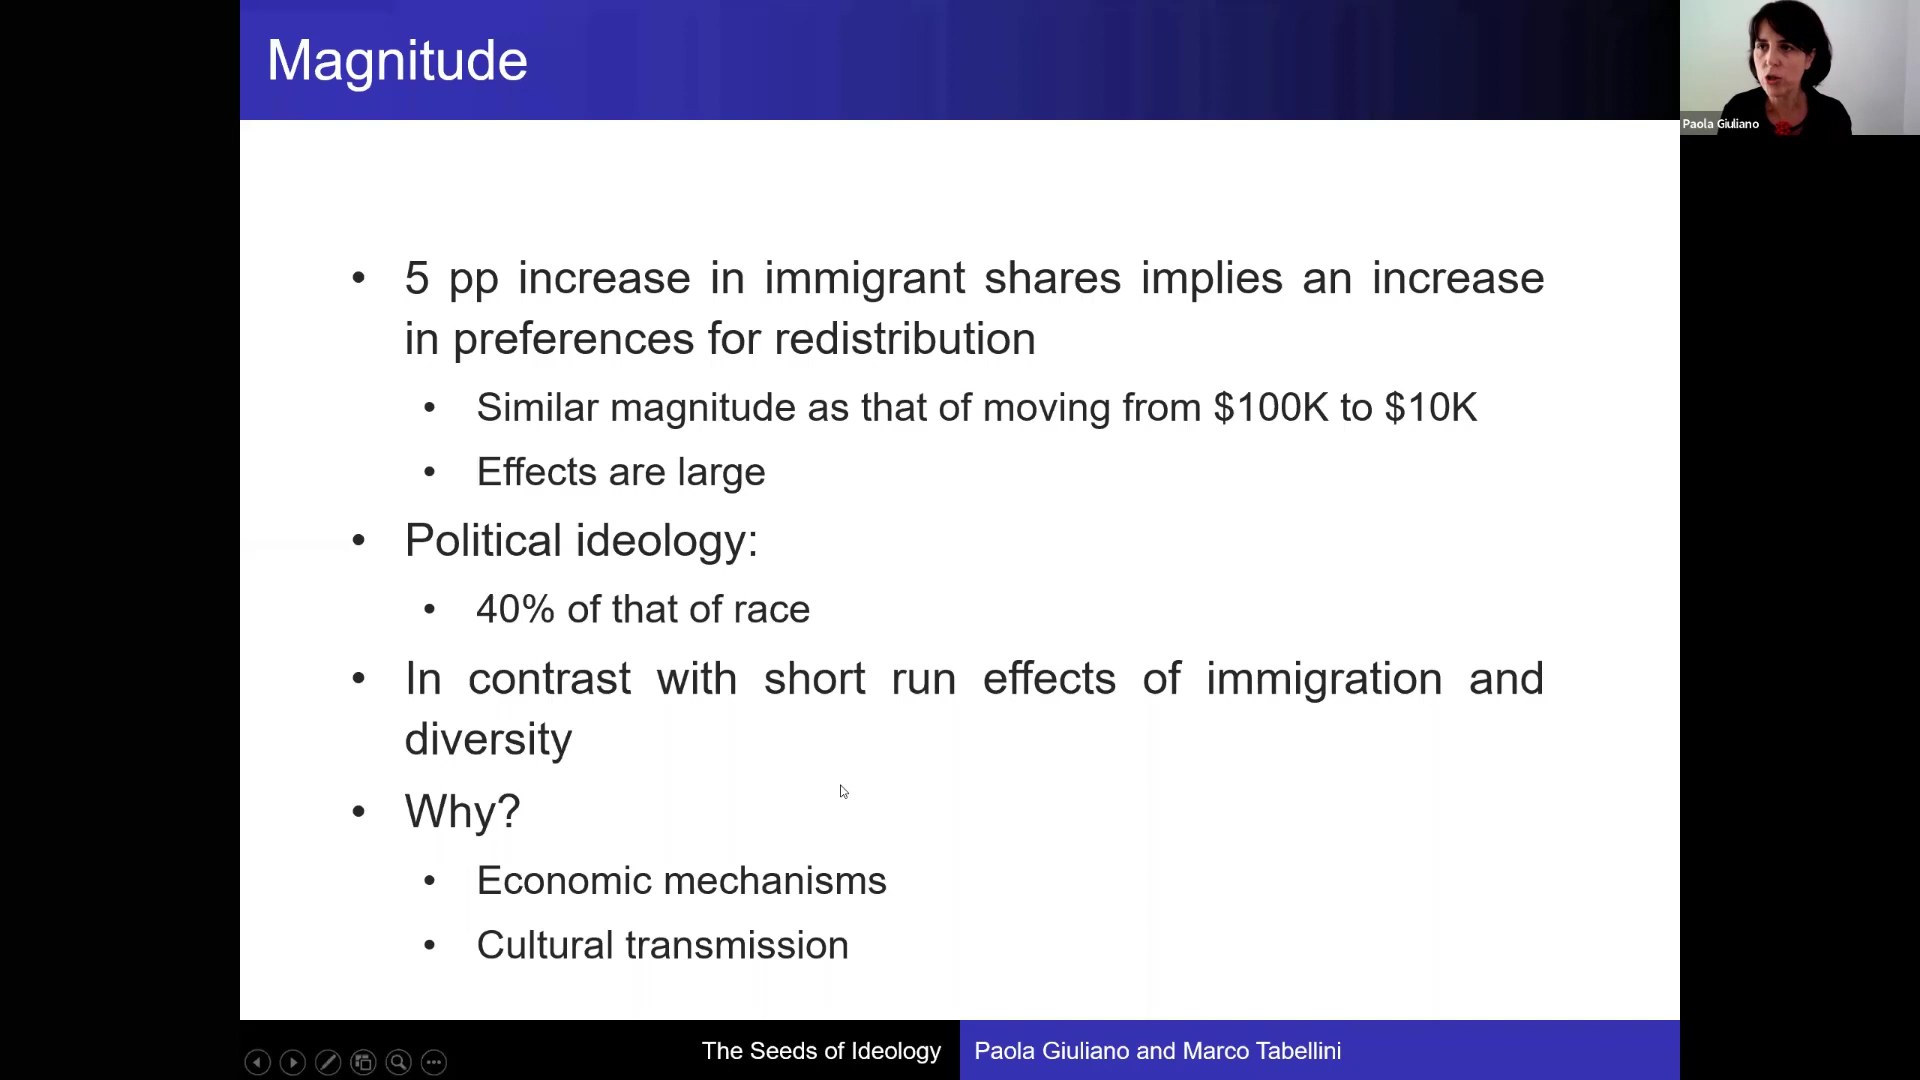 Magnitude
Paola Giuliano
• 5 pp increase in immigrant shares implies an increase
in preferences for redistribution
• Similar magnitude as that of moving from $100K to $10K
• Effects are large
• Political ideology:
• 40% of that of race
• In contrast with short run effects of immigration and
diversity
• Why?
• Economic mechanisms
• Cultural transmission
The Seeds of Ideology
Paola Giuliano and Marco Tabellini